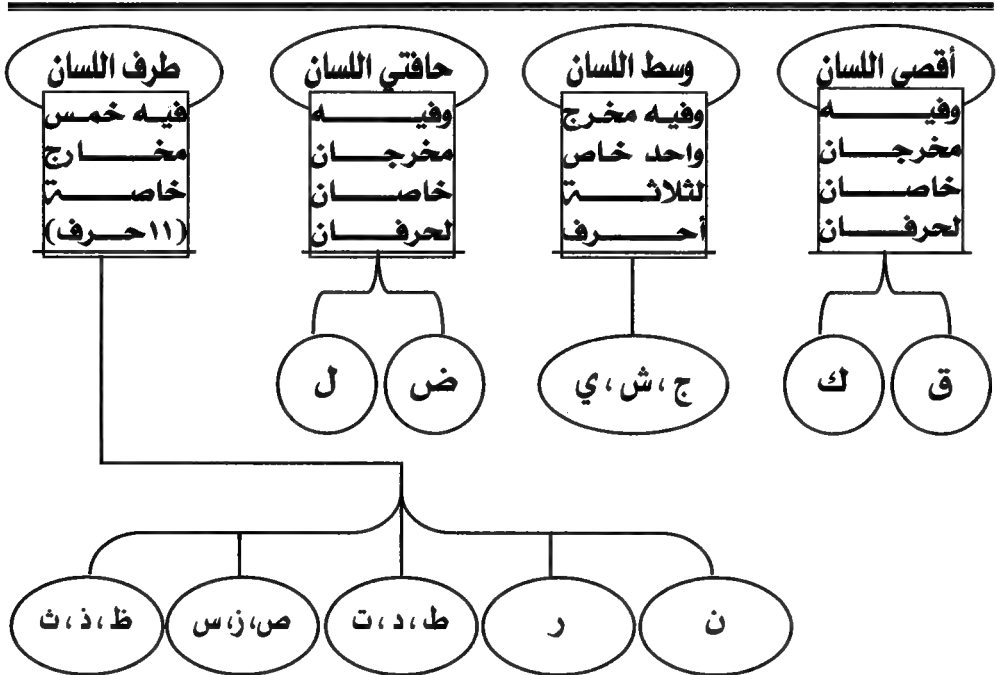 أقصى اللسان
وفيه
مخرجان
خاصان
لحرفان
ق
ك
وسط اللسان
وفيه مخرج
واحد خاص
لثلاثة
أحرف
ج ، ش ، ي
حافتي اللسان
وفيه
مخرجان
خاصان
لحرفان
ض
ل
طرف اللسان
فيه خمس
مخارج
خاصة
(١١ حرف)
ن
ر
ط ، د ، ت
ص، ز، س
ظ ، ذ ، ث